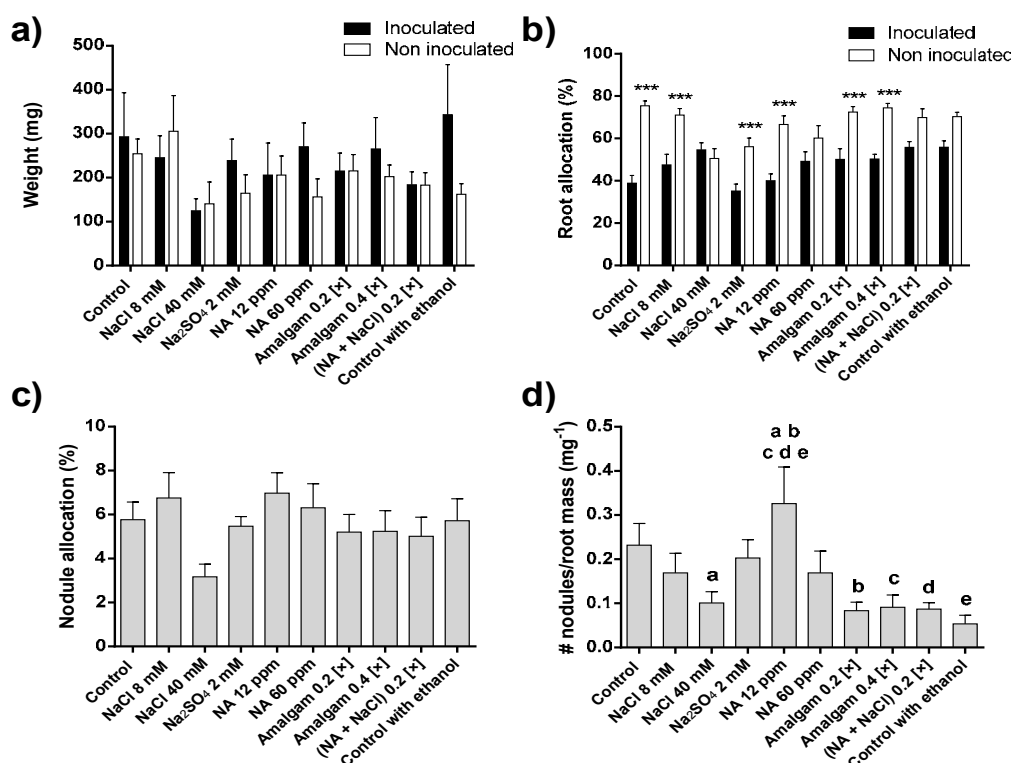 a)
Inoculated
Non inoculated
500
400
300
200
100
0
Weight (mg)
Control
NaCl 8 mM
NaCl 40 mM
Na₂SO₄ 2 mM
NA 12 ppm
NA 60 ppm
Amalgam 0.2 [×]
Amalgam 0.4 [×]
(NA + NaCl) 0.2 [×]
Control with ethanol
b)
Inoculated
Non inoculated
100
80
60
40
20
0
Root allocation (%)
***
***
***
***
***
***
Control
NaCl 8 mM
NaCl 40 mM
Na₂SO₄ 2 mM
NA 12 ppm
NA 60 ppm
Amalgam 0.2 [×]
Amalgam 0.4 [×]
(NA + NaCl) 0.2 [×]
Control with ethanol
c)
10
8
6
4
2
0
Nodule allocation (%)
Control
NaCl 8 mM
NaCl 40 mM
Na₂SO₄ 2 mM
NA 12 ppm
NA 60 ppm
Amalgam 0.2 [×]
Amalgam 0.4 [×]
(NA + NaCl) 0.2 [×]
Control with ethanol
d)
0.5
0.4
0.3
0.2
0.1
0.0
# nodules/root mass (mg⁻¹)
a b
c d e
a
b
c
d
e
Control
NaCl 8 mM
NaCl 40 mM
Na₂SO₄ 2 mM
NA 12 ppm
NA 60 ppm
Amalgam 0.2 [×]
Amalgam 0.4 [×]
(NA + NaCl) 0.2 [×]
Control with ethanol